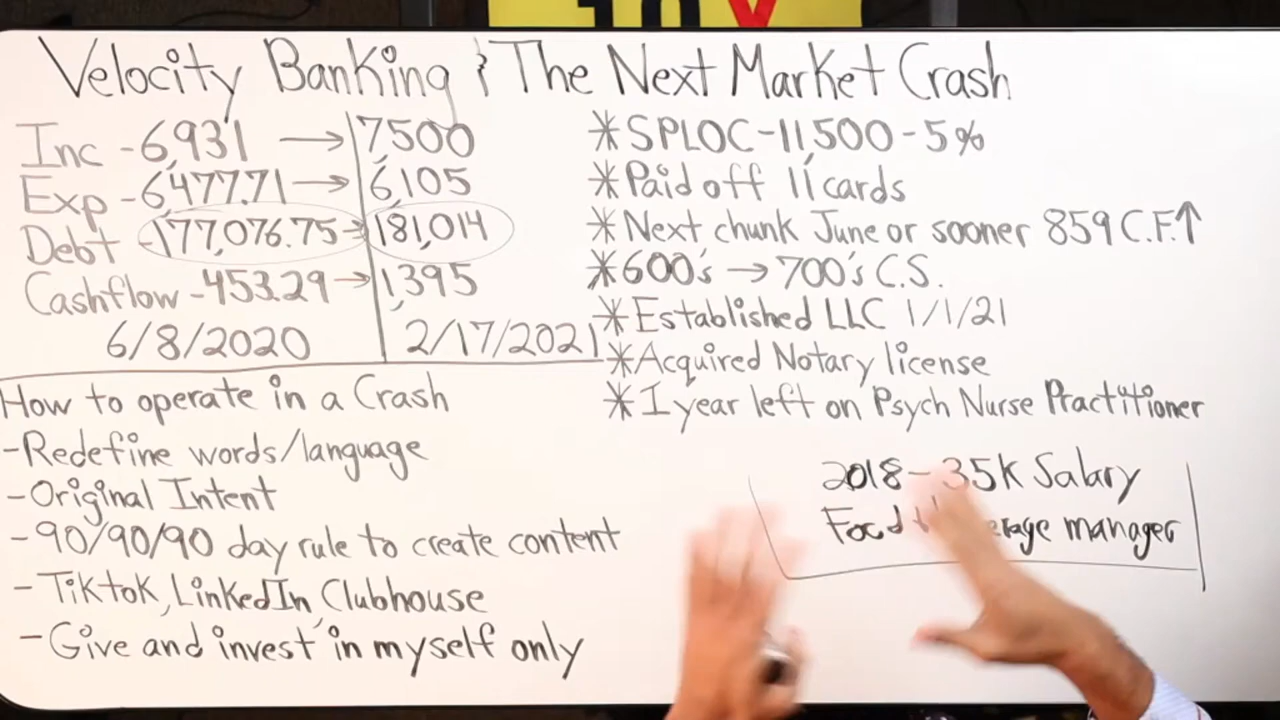 Velocity Banking & The Next Market Crash
Inc - 6,931 → 7500
Exp - 6,477.71 → 6,105
Debt - 177,076.75 → 181,014
Cashflow - 453.29 → 1,395
6/8/2020 2/17/2021
* SPLOC - 11,500 - 5%
* Paid off 11 cards
* Next chunk June or sooner 859 C.F.↑
* 600's → 700's C.S.
* Established LLC 1/1/21
* Acquired Notary license
* 1 year left on Psych Nurse Practitioner
How to operate in a Crash
- Redefine words/language
- Original Intent
- 90/90/90 day rule to create content
- Tiktok, LinkedIn, Clubhouse
- Give and invest in myself only
2018 - 35K Salary
manager